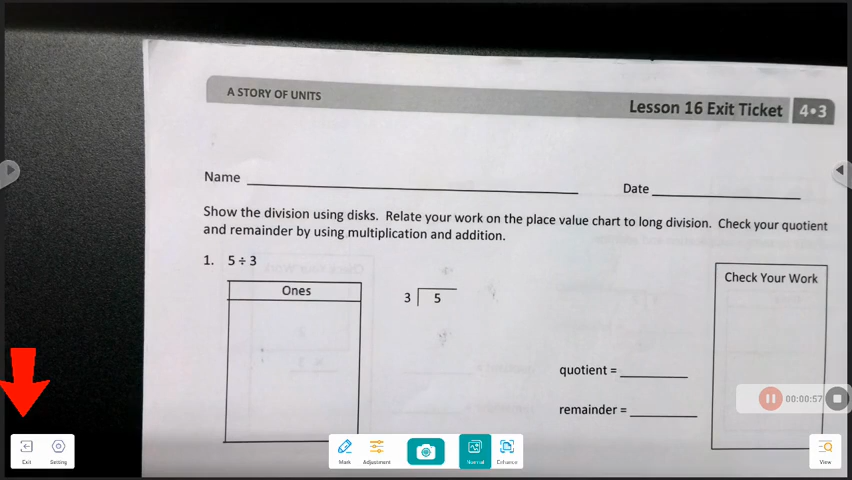 A STORY OF UNITS
Lesson 16 Exit Ticket 4•3
Name
Date
Show the division using disks. Relate your work on the place value chart to long division. Check your quotient
and remainder by using multiplication and addition.
1. 5 ÷ 3
Ones
3 5
Check Your Work
quotient =
remainder =
00:00:57
Exit
Setting
Mark
Adjustment
Normal
Enhance
View